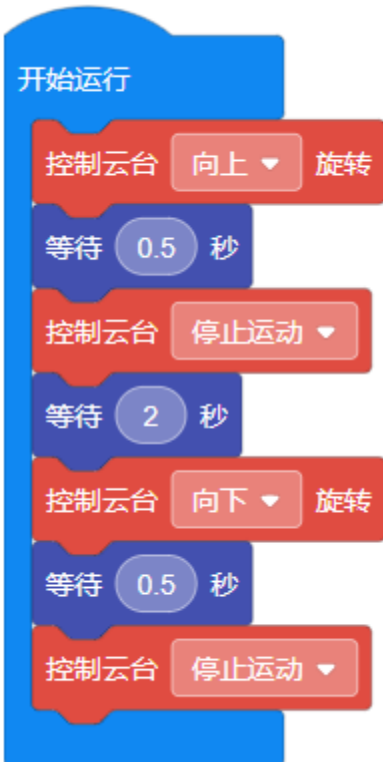 开始运行
控制云台 向上 旋转
等待 0.5 秒
控制云台 停止运动
等待 2 秒
控制云台 向下 旋转
等待 0.5 秒
控制云台 停止运动